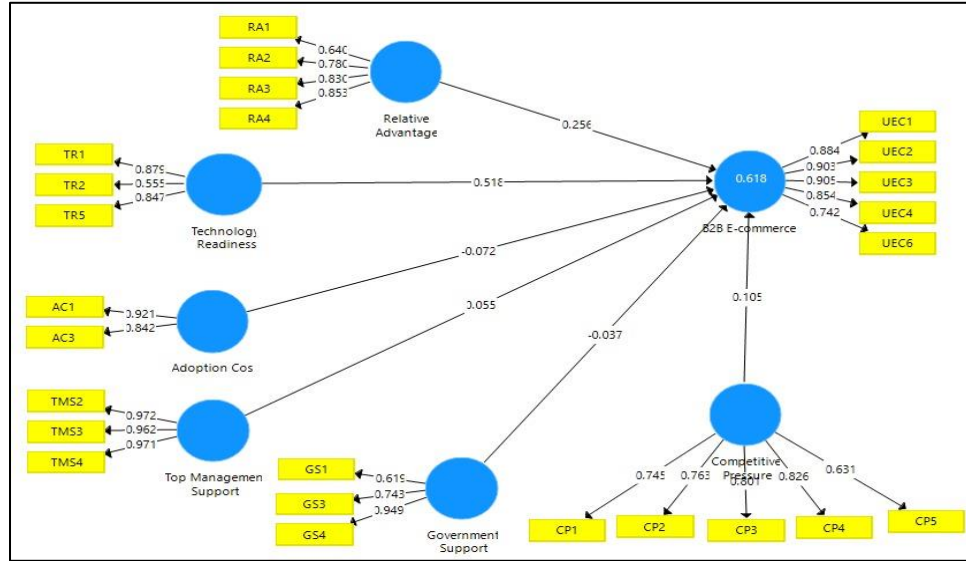 RA1
RA2
RA3
RA4
0.640
0.780
0.830
0.853
Relative
Advantage
0.256
TR1
TR2
TR5
0.879
0.555
0.847
Technology
Readiness
0.518
AC1
AC3
0.921
0.842
Adoption Cos
-0.072
TMS2
TMS3
TMS4
0.972
0.962
0.971
Top Managemen
Support
0.055
GS1
GS3
GS4
0.619
0.743
0.949
Government
Support
-0.037
0.618
B2B E-commerce
0.884
0.903
0.905
0.854
0.742
UEC1
UEC2
UEC3
UEC4
UEC6
0.105
Competitive
Pressure
0.745
0.763
0.801
0.826
0.631
CP1
CP2
CP3
CP4
CP5